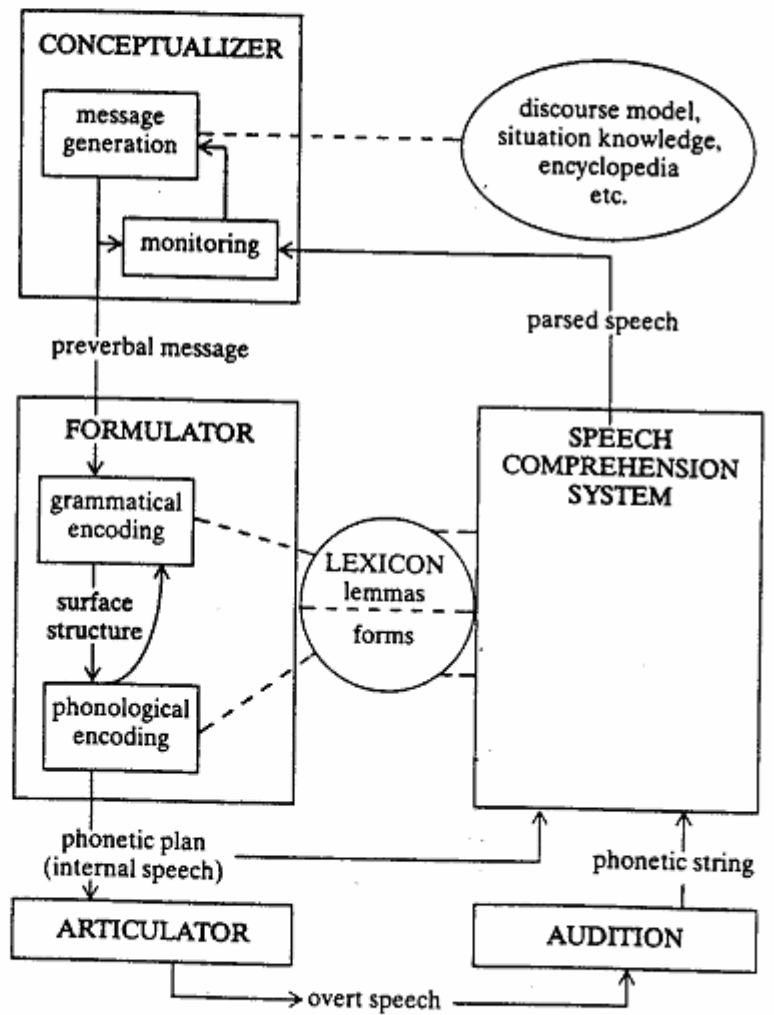 CONCEPTUALIZER
message
generation
monitoring
discourse model,
situation knowledge,
encyclopedia
etc.
parsed speech
preverbal message
FORMULATOR
grammatical
encoding
surface
structure
phonological
encoding
LEXICON
lemmas
forms
SPEECH
COMPREHENSION
SYSTEM
phonetic plan
(internal speech)
phonetic string
ARTICULATOR
AUDITION
overt speech